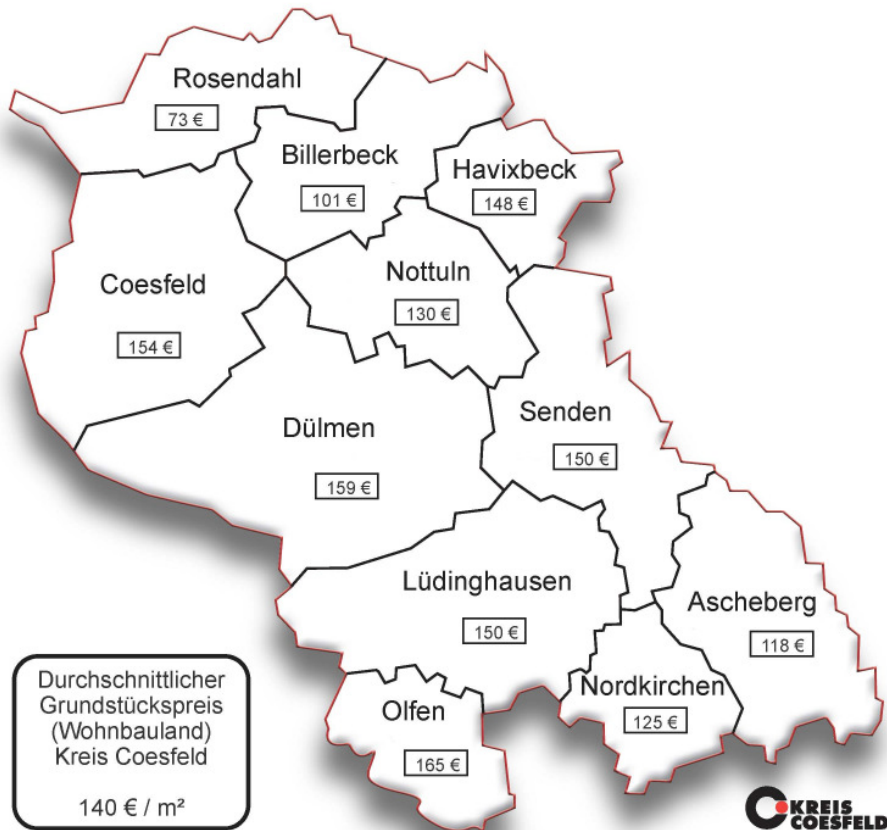 Rosendahl
73 €
Billerbeck
101 €
Havixbeck
148 €
Coesfeld
154 €
Nottuln
130 €
Dülmen
159 €
Senden
150 €
Lüdinghausen
150 €
Ascheberg
118 €
Nordkirchen
125 €
Olfen
165 €
Durchschnittlicher
Grundstückspreis
(Wohnbauland)
Kreis Coesfeld
140 € / m²
KREIS
COESFELD